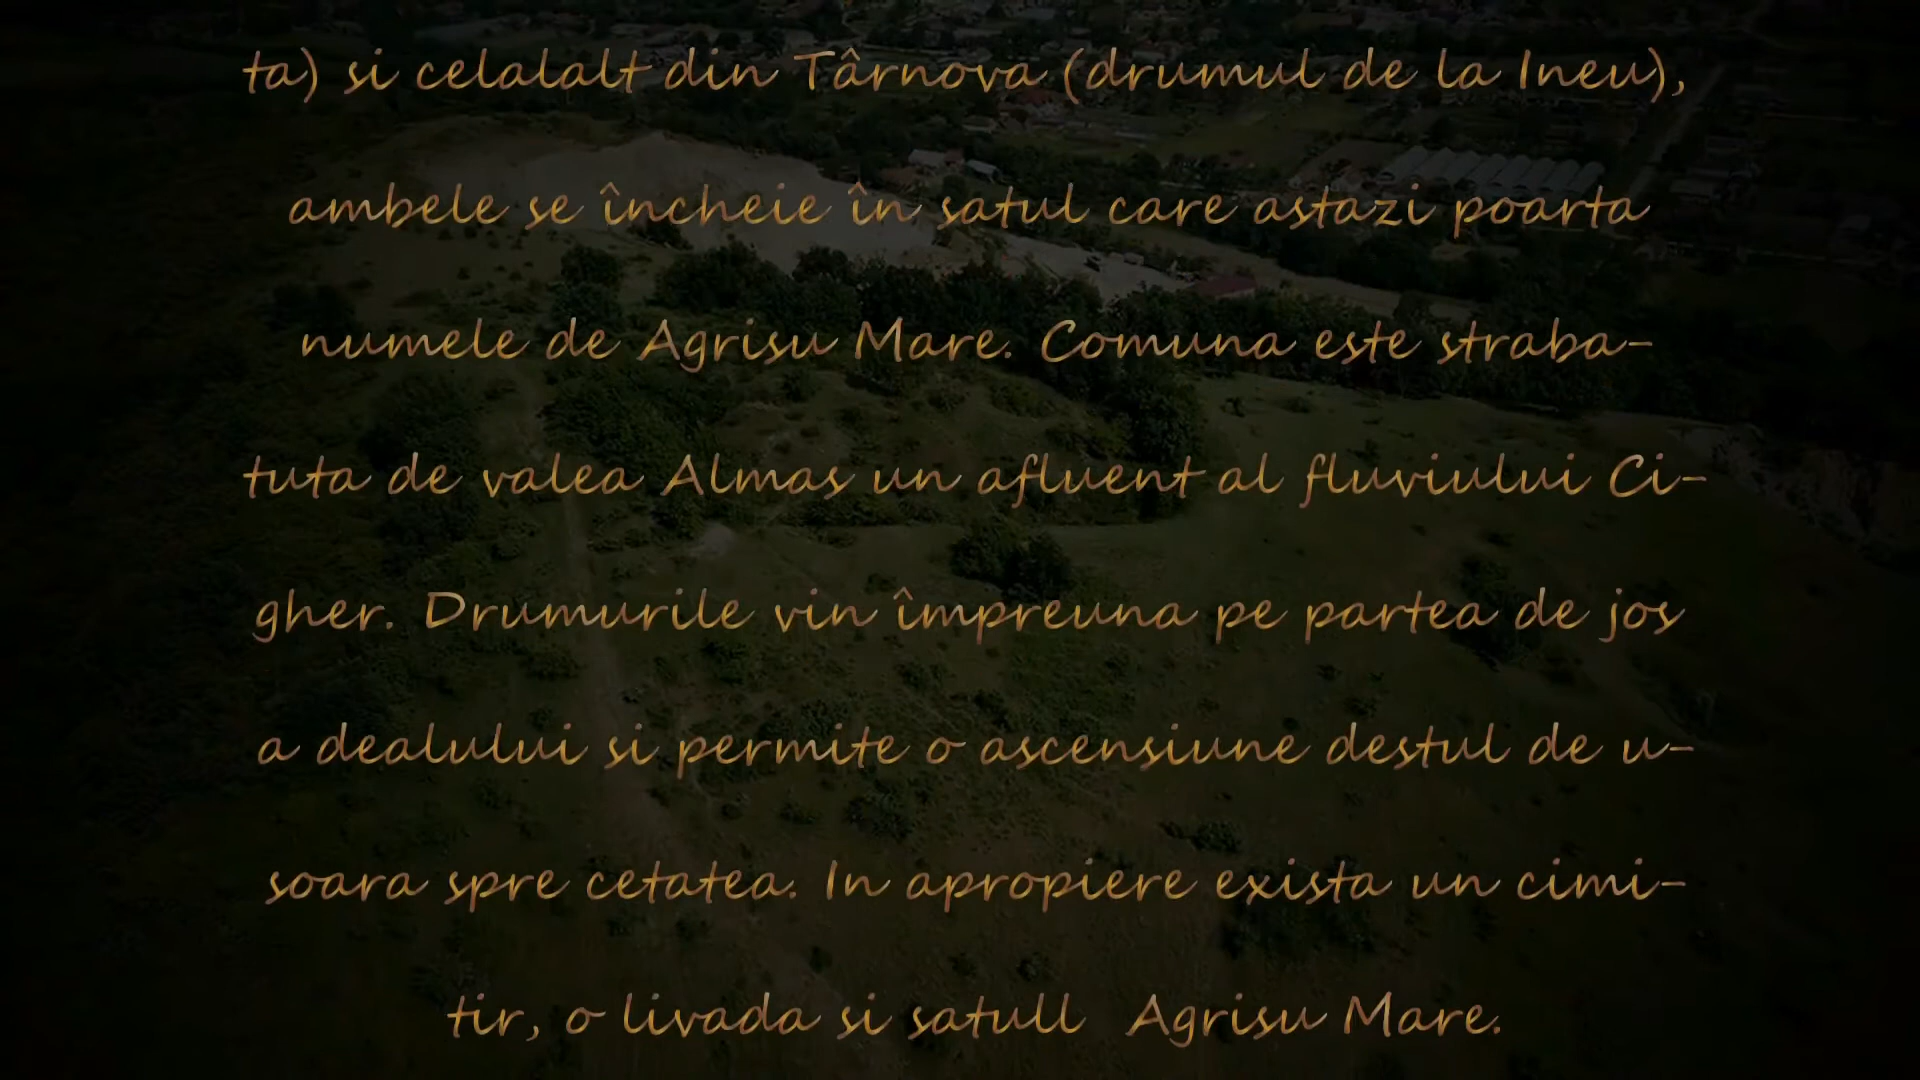 ta) si celalalt din Târnova (drumul de la Ineu),
ambele se încheie în satul care astazi poarta
numele de Agrisu Mare. Comuna este straba-
tuta de valea Almas un afluent al fluviului Ci-
gher. Drumurile vin împreuna pe partea de jos
a dealului si permite o ascensiune destul de u-
soara spre cetatea. In apropiere exista un cimi-
tir, o livada si satull Agrisu Mare.